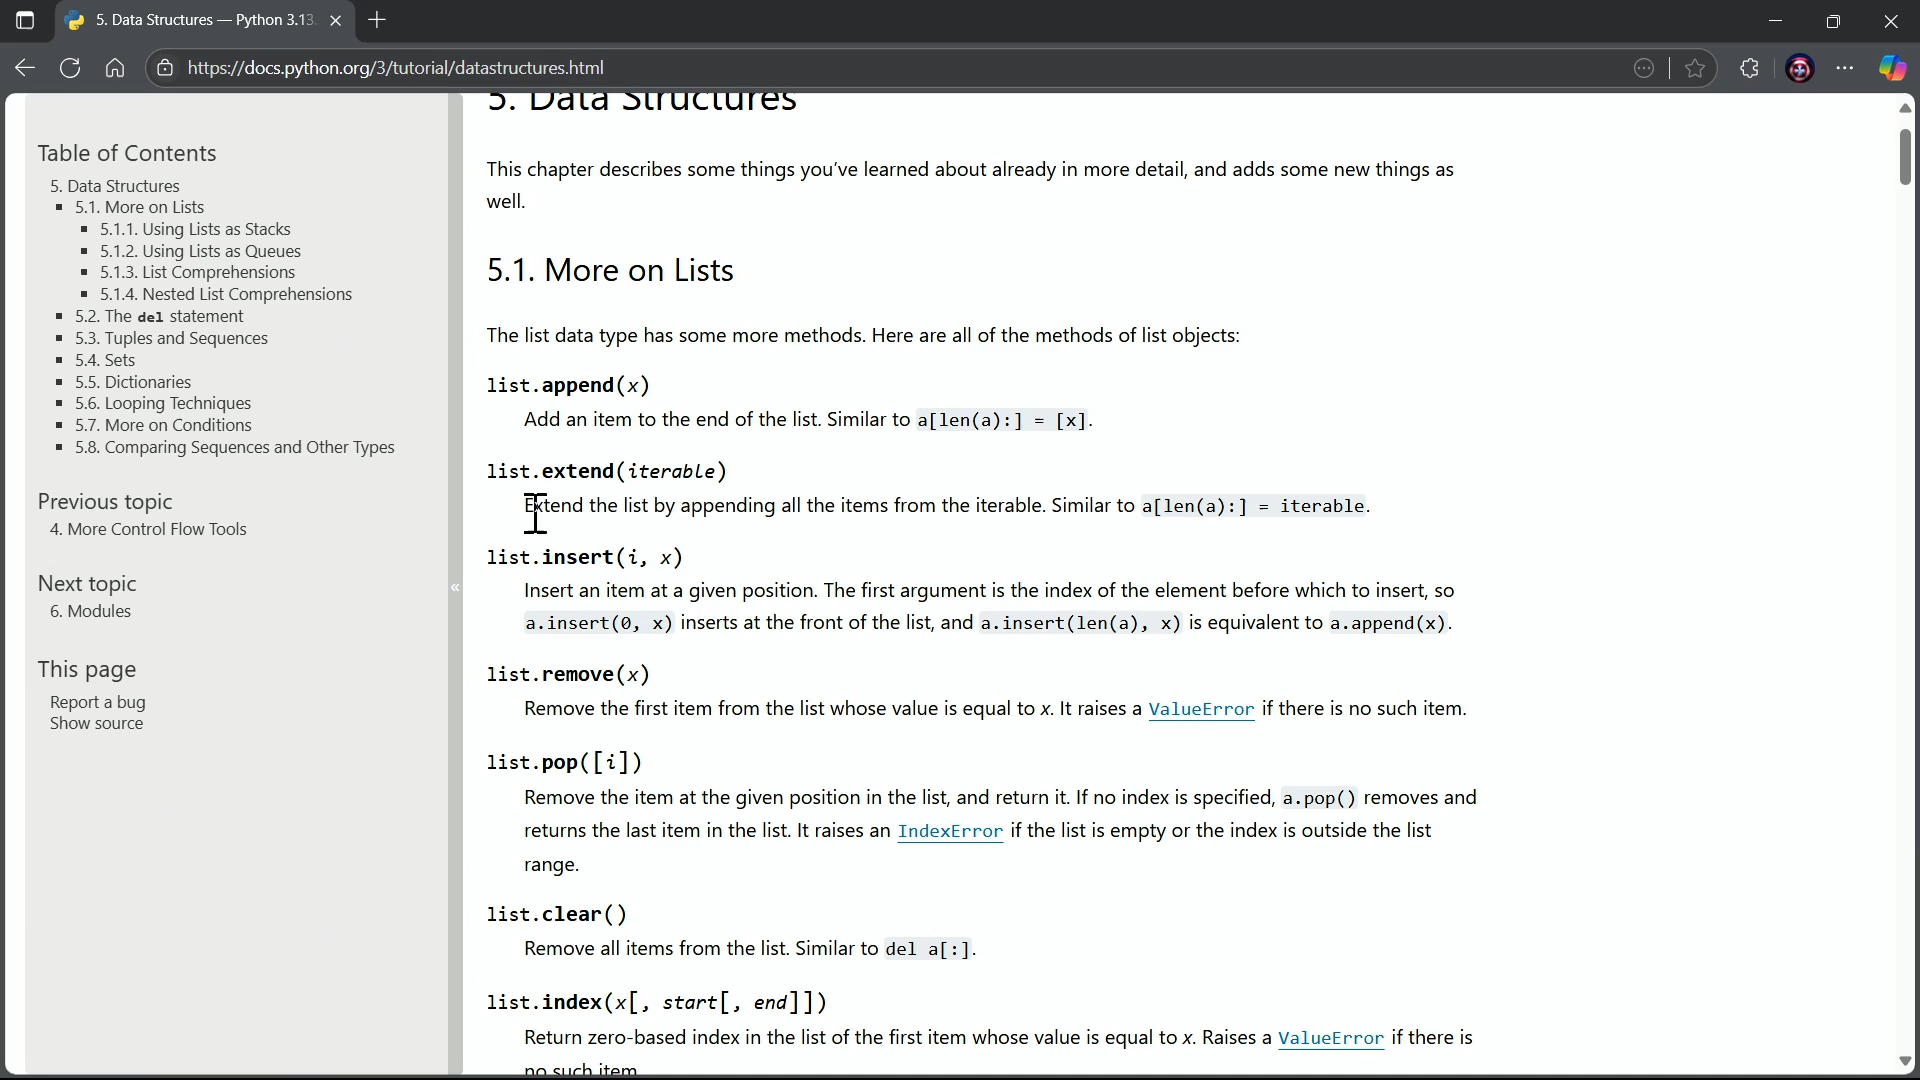 5. Data Structures — Python 3.13.
https://docs.python.org/3/tutorial/datastructures.html
Table of Contents
5. Data Structures
5.1. More on Lists
5.1.1. Using Lists as Stacks
5.1.2. Using Lists as Queues
5.1.3. List Comprehensions
5.1.4. Nested List Comprehensions
5.2. The del statement
5.3. Tuples and Sequences
5.4. Sets
5.5. Dictionaries
5.6. Looping Techniques
5.7. More on Conditions
5.8. Comparing Sequences and Other Types
Previous topic
4. More Control Flow Tools
Next topic
6. Modules
This page
Report a bug
Show source
«
5. Data Structures
This chapter describes some things you've learned about already in more detail, and adds some new things as
well.
5.1. More on Lists
The list data type has some more methods. Here are all of the methods of list objects:
list.append(x)
Add an item to the end of the list. Similar to a[len(a):] = [x].
list.extend(iterable)
Extend the list by appending all the items from the iterable. Similar to a[len(a):] = iterable.
list.insert(i, x)
Insert an item at a given position. The first argument is the index of the element before which to insert, so
a.insert(0, x) inserts at the front of the list, and a.insert(len(a), x) is equivalent to a.append(x).
list.remove(x)
Remove the first item from the list whose value is equal to x. It raises a ValueError if there is no such item.
list.pop([i])
Remove the item at the given position in the list, and return it. If no index is specified, a.pop() removes and
returns the last item in the list. It raises an IndexError if the list is empty or the index is outside the list
range.
list.clear()
Remove all items from the list. Similar to del a[:].
list.index(x[, start[, end]])
Return zero-based index in the list of the first item whose value is equal to x. Raises a ValueError if there is
no such item